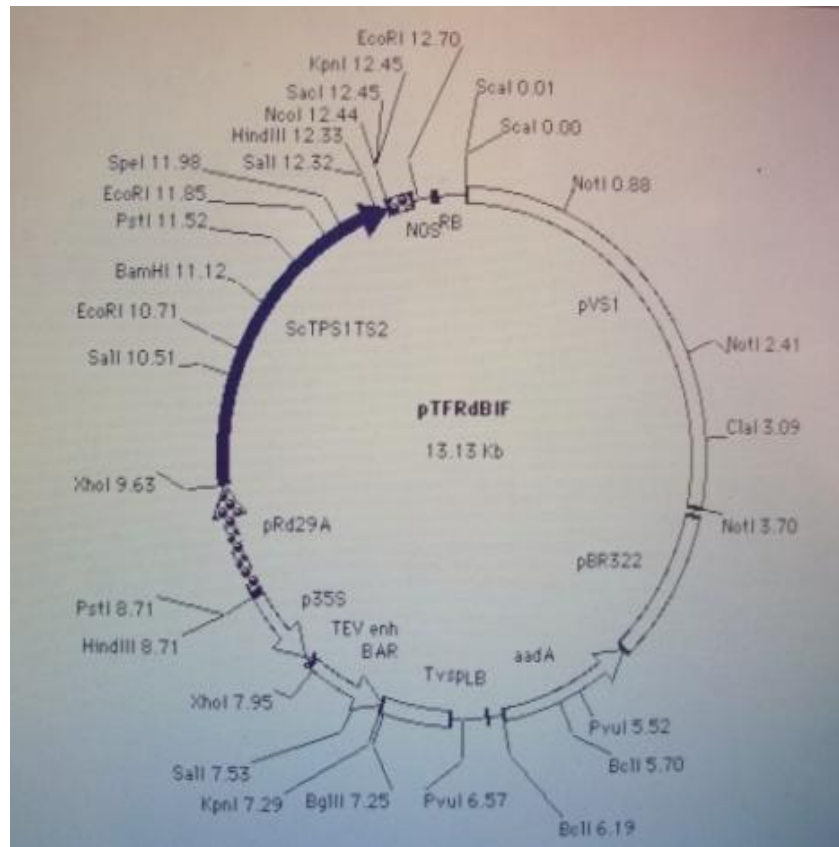 EcoRI 12.70
KpnI 12.45
SacI 12.45
NcoI 12.44
HindIII 12.33
SalI 12.32
SpeI 11.98
EcoRI 11.85
PstI 11.52
BamHI 11.12
EcoRI 10.71
SalI 10.51
XhoI 9.63
PstI 8.71
HindIII 8.71
XhoI 7.95
SalI 7.53
KpnI 7.29
BglII 7.25
PvuI 6.57
BclI 6.19
BclI 5.70
PvuI 5.52
NotI 3.70
ClaI 3.09
NotI 2.41
NotI 0.88
ScaI 0.00
ScaI 0.01
NOS
RB
pVS1
ScTPS1TS2
pTFRdBIF
13.13 Kb
pRd29A
pBR322
p35S
TEV enh
BAR
Tvsp
LB
aadA